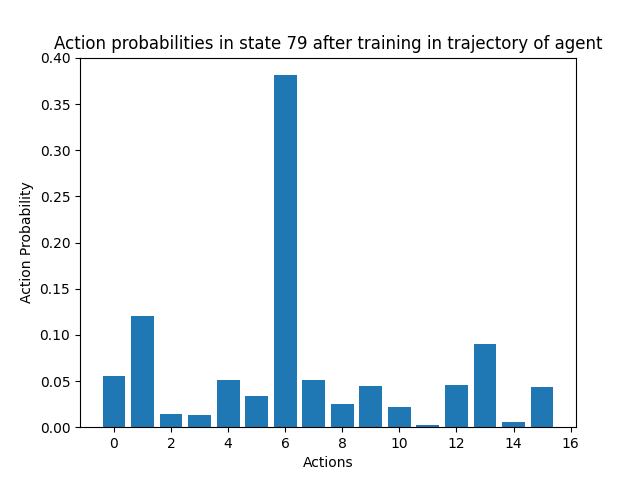 Action probabilities in state 79 after training in trajectory of agent
0.40
0.35
0.30
0.25
0.20
0.15
0.10
0.05
0.00
Action Probability
0 2 4 6 8 10 12 14 16
Actions